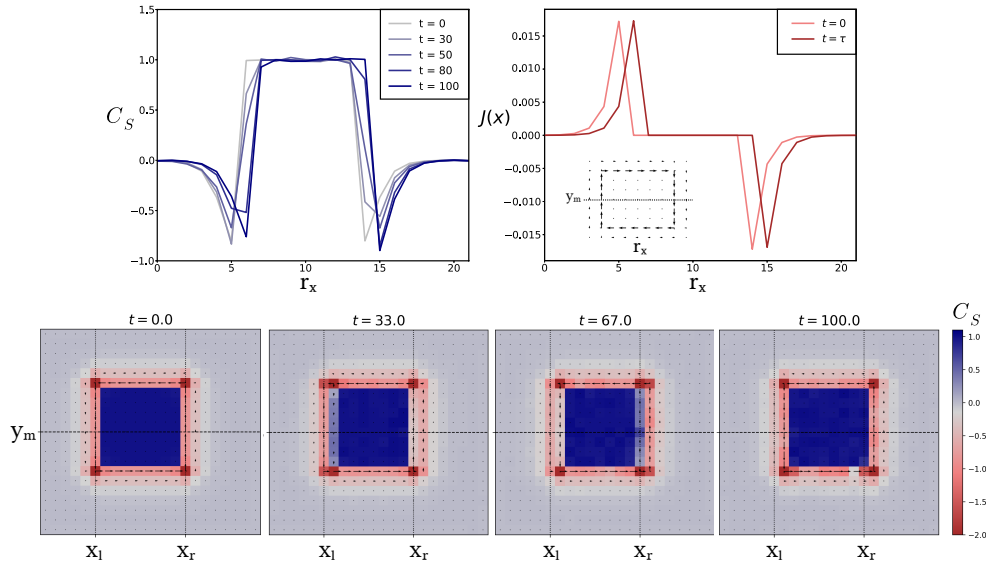 1.5
1.0
0.5
0.0
−0.5
−1.0
C_S
0 5 10 15 20
r_x
t = 0
t = 30
t = 50
t = 80
t = 100
0.015
0.010
0.005
0.000
−0.005
−0.010
−0.015
J(x)
0 5 10 15 20
r_x
t = 0
t = τ
y_m
r_x
t = 0.0
t = 33.0
t = 67.0
t = 100.0
y_m
x_l x_r
x_l x_r
x_l x_r
x_l x_r
C_S
1.0
0.5
0.0
−0.5
−1.0
−1.5
−2.0